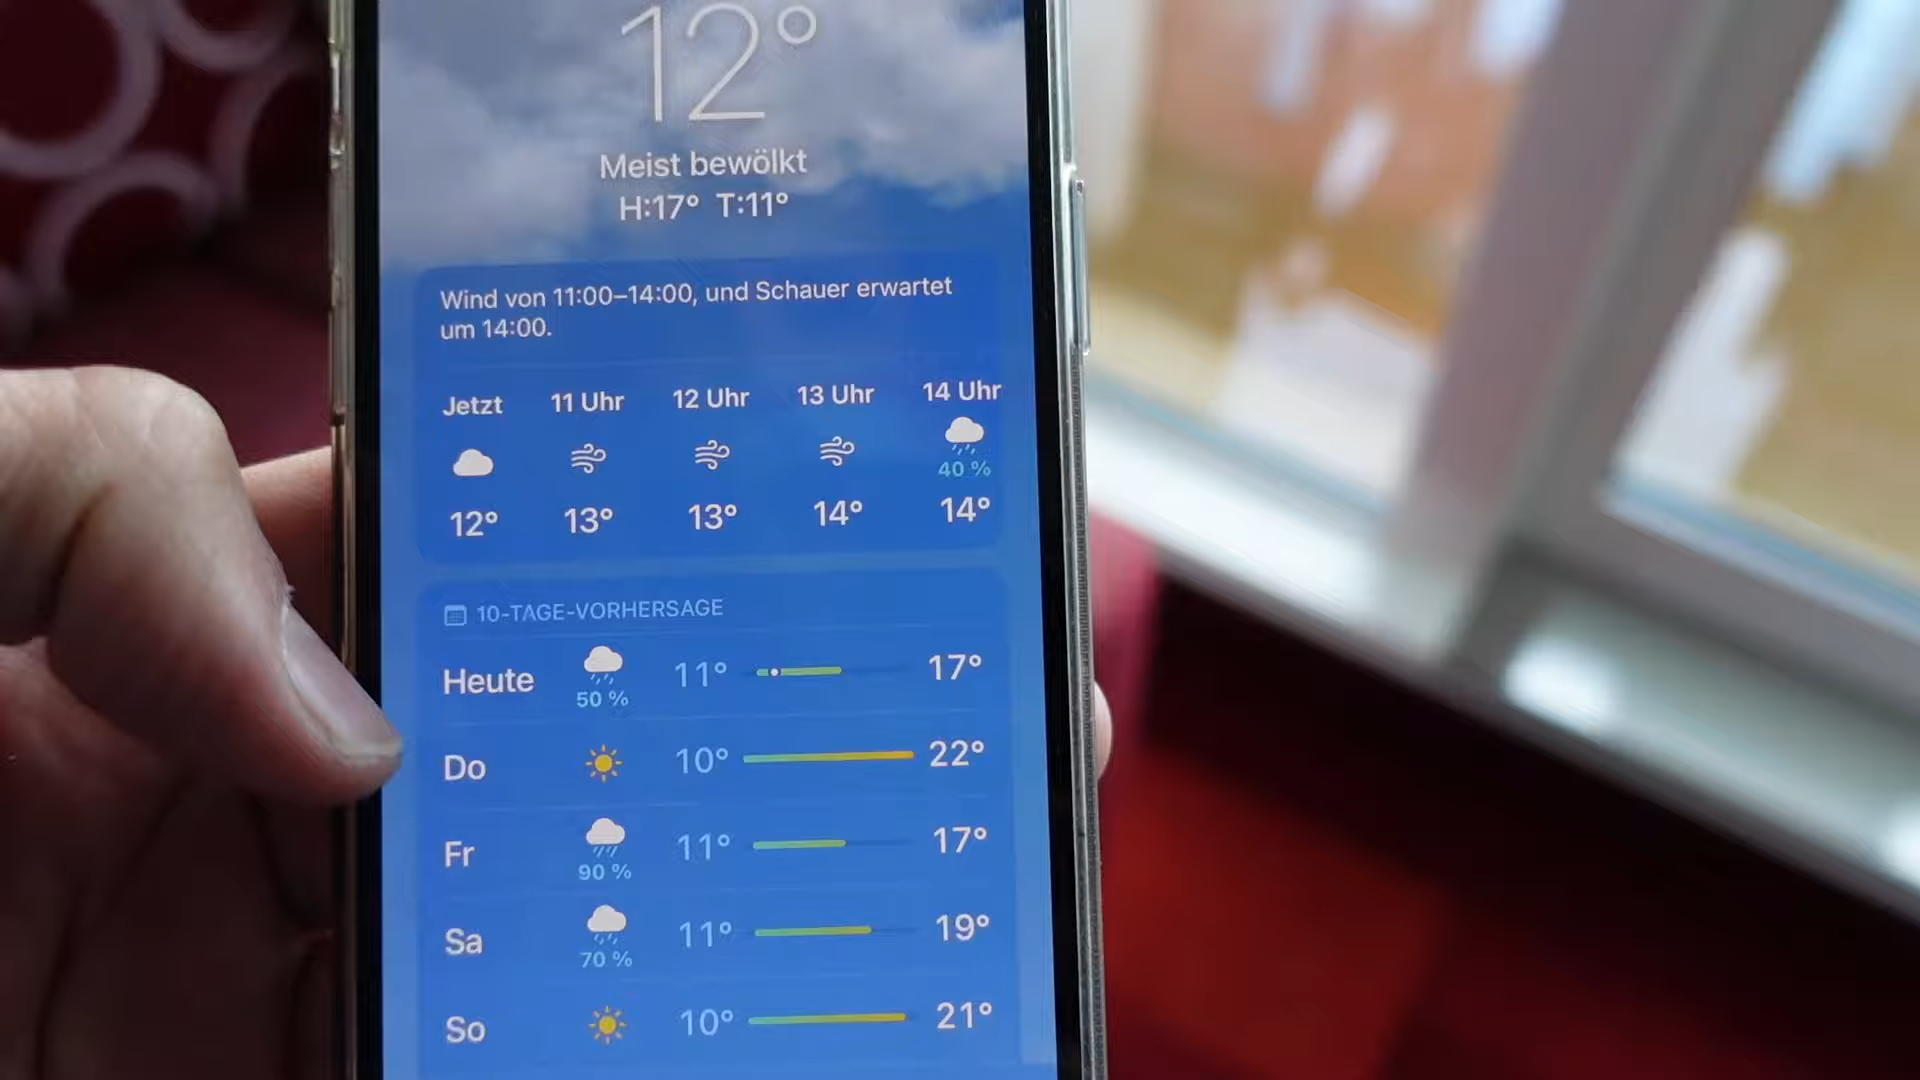 12°
Meist bewölkt
H:17° T:11°
Wind von 11:00–14:00, und Schauer erwartet
um 14:00.
Jetzt 11 Uhr 12 Uhr 13 Uhr 14 Uhr
40 %
12° 13° 13° 14° 14°
10-TAGE-VORHERSAGE
Heute 50 % 11° 17°
Do 10° 22°
Fr 90 % 11° 17°
Sa 70 % 11° 19°
So 10° 21°